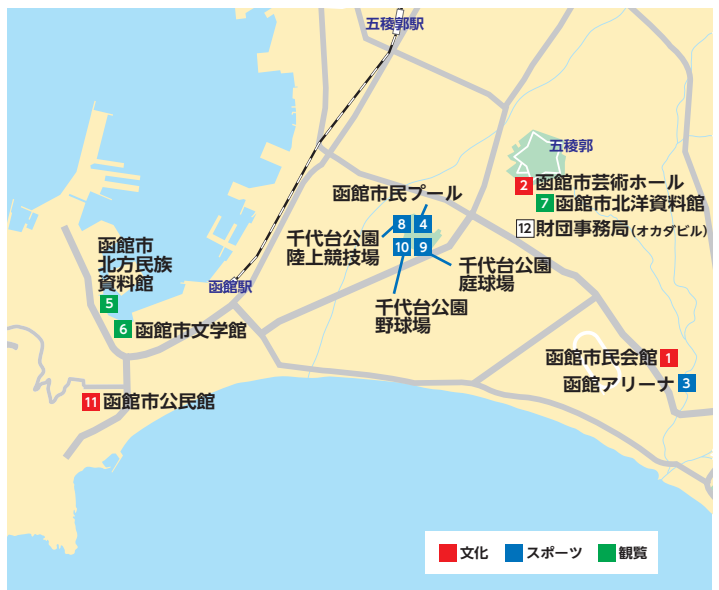 五稜郭駅
五稜郭
2 函館市芸術ホール
7 函館市北洋資料館
12 財団事務局(オカダビル)
函館市民プール
8 4
千代台公園
陸上競技場
10 9
千代台公園
庭球場
千代台公園
野球場
函館市
北方民族
資料館
5
函館駅
6 函館市文学館
函館市民会館 1
函館アリーナ 3
11 函館市公民館
文化 スポーツ 観覧